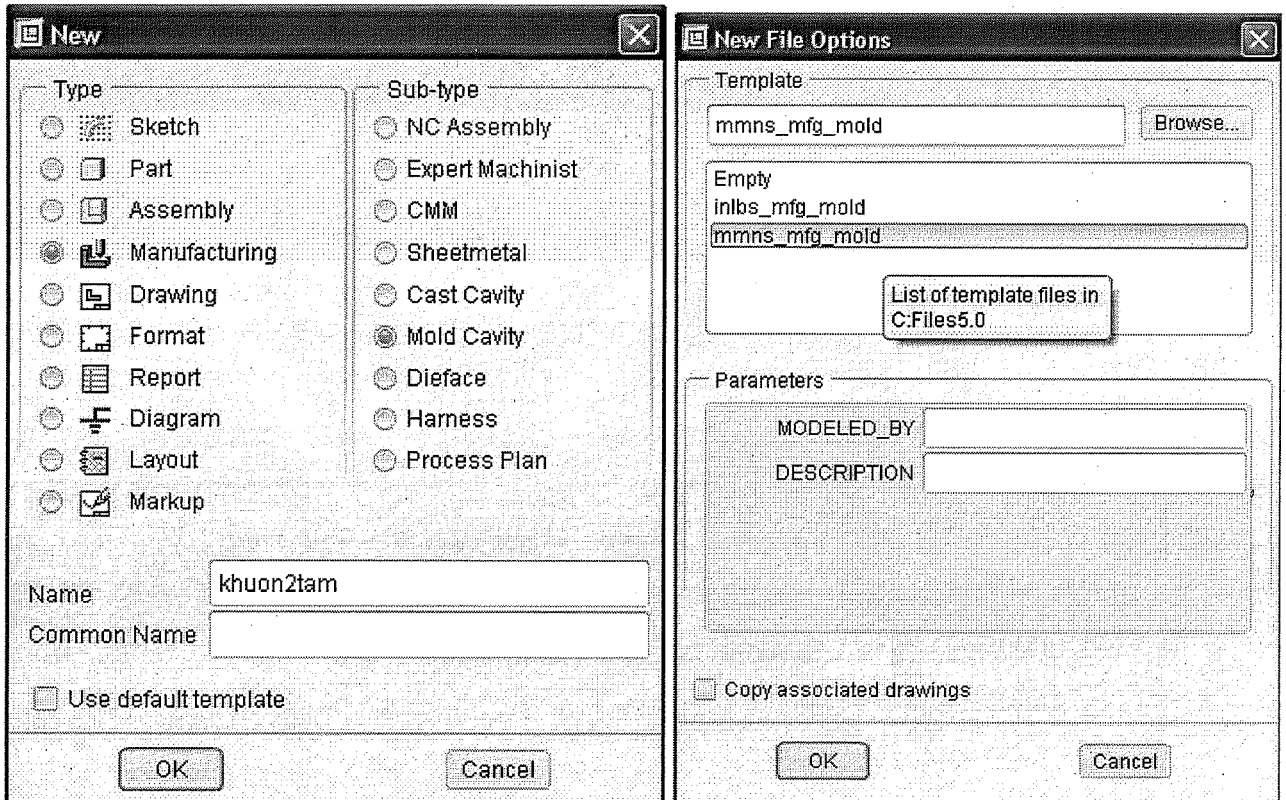 New
Type
Sketch
Part
Assembly
Manufacturing
Drawing
Format
Report
Diagram
Layout
Markup
Sub-type
NC Assembly
Expert Machinist
CMM
Sheetmetal
Cast Cavity
Mold Cavity
Dieface
Harness
Process Plan
Name
khuon2tam
Common Name
Use default template
OK
Cancel
New File Options
Template
mmns_mfg_mold
Browse...
Empty
inlbs_mfg_mold
mmns_mfg_mold
List of template files in
C:Files5.0
Parameters
MODELED_BY
DESCRIPTION
Copy associated drawings
OK
Cancel